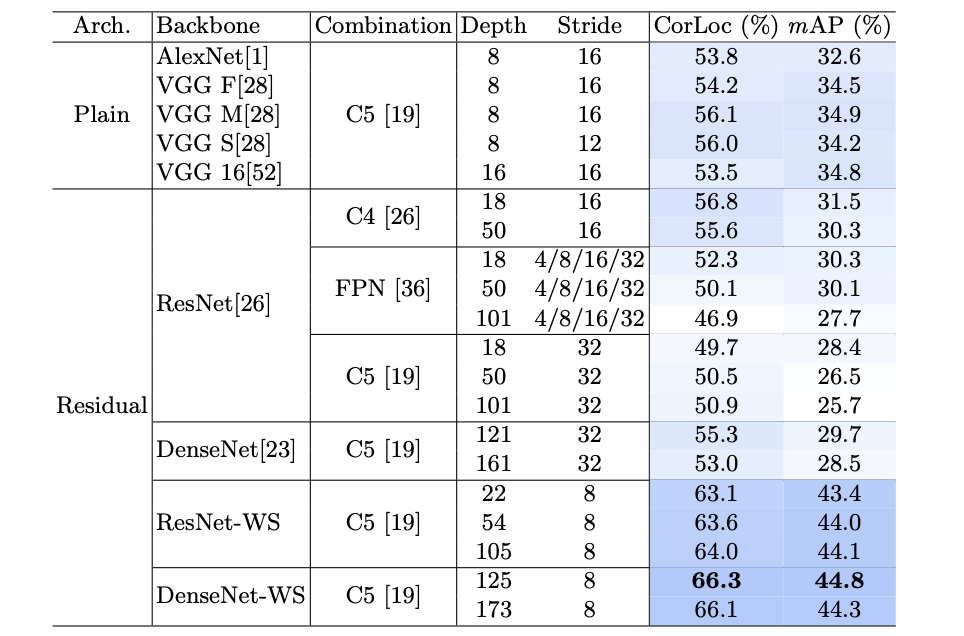 Arch. Backbone Combination Depth Stride CorLoc (%) mAP (%)
AlexNet[1] 8 16 53.8 32.6
VGG F[28] 8 16 54.2 34.5
Plain VGG M[28] C5 [19] 8 16 56.1 34.9
VGG S[28] 8 12 56.0 34.2
VGG 16[52] 16 16 53.5 34.8
C4 [26] 18 16 56.8 31.5
50 16 55.6 30.3
18 4/8/16/32 52.3 30.3
ResNet[26] FPN [36] 50 4/8/16/32 50.1 30.1
101 4/8/16/32 46.9 27.7
18 32 49.7 28.4
C5 [19] 50 32 50.5 26.5
Residual 101 32 50.9 25.7
DenseNet[23] C5 [19] 121 32 55.3 29.7
161 32 53.0 28.5
22 8 63.1 43.4
ResNet-WS C5 [19] 54 8 63.6 44.0
105 8 64.0 44.1
DenseNet-WS C5 [19] 125 8 66.3 44.8
173 8 66.1 44.3